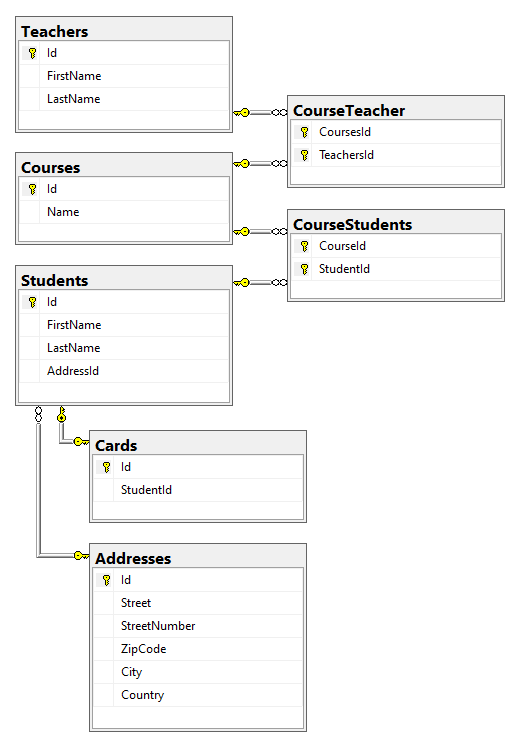 Teachers
Id
FirstName
LastName
CourseTeacher
CoursesId
TeachersId
Courses
Id
Name
CourseStudents
CourseId
StudentId
Students
Id
FirstName
LastName
AddressId
Cards
Id
StudentId
Addresses
Id
Street
StreetNumber
ZipCode
City
Country